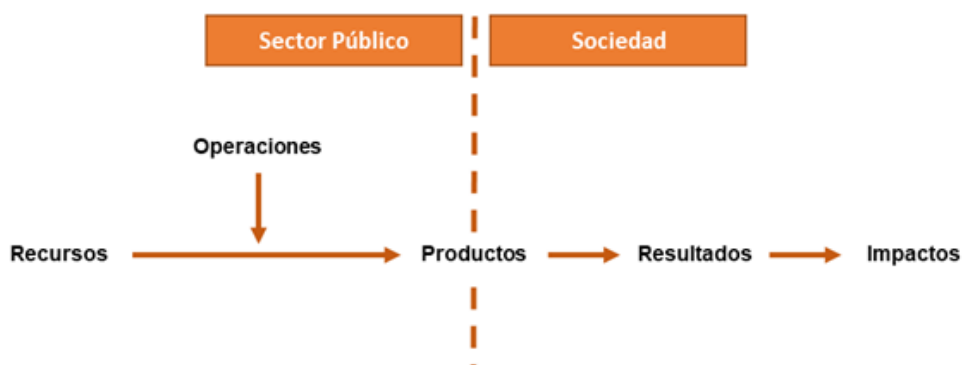 Sector Público
Sociedad
Operaciones
Recursos
Productos
Resultados
Impactos